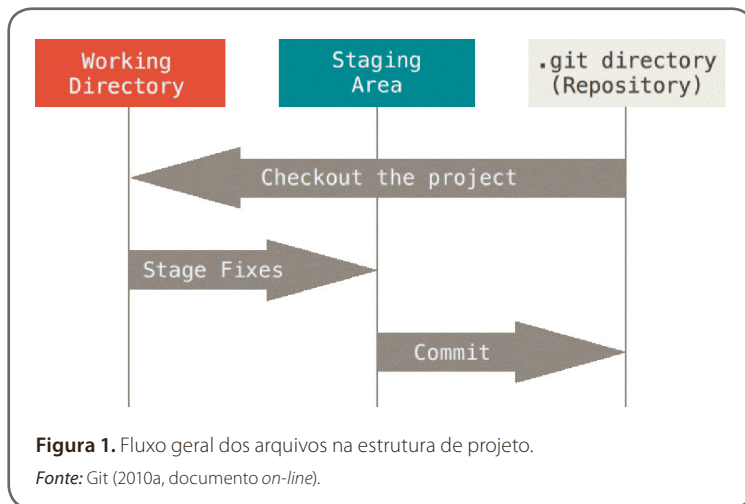 Working
Directory
Staging
Area
.git directory
(Repository)
Checkout the project
Stage Fixes
Commit
Figura 1. Fluxo geral dos arquivos na estrutura de projeto.
Fonte: Git (2010a, documento on-line).